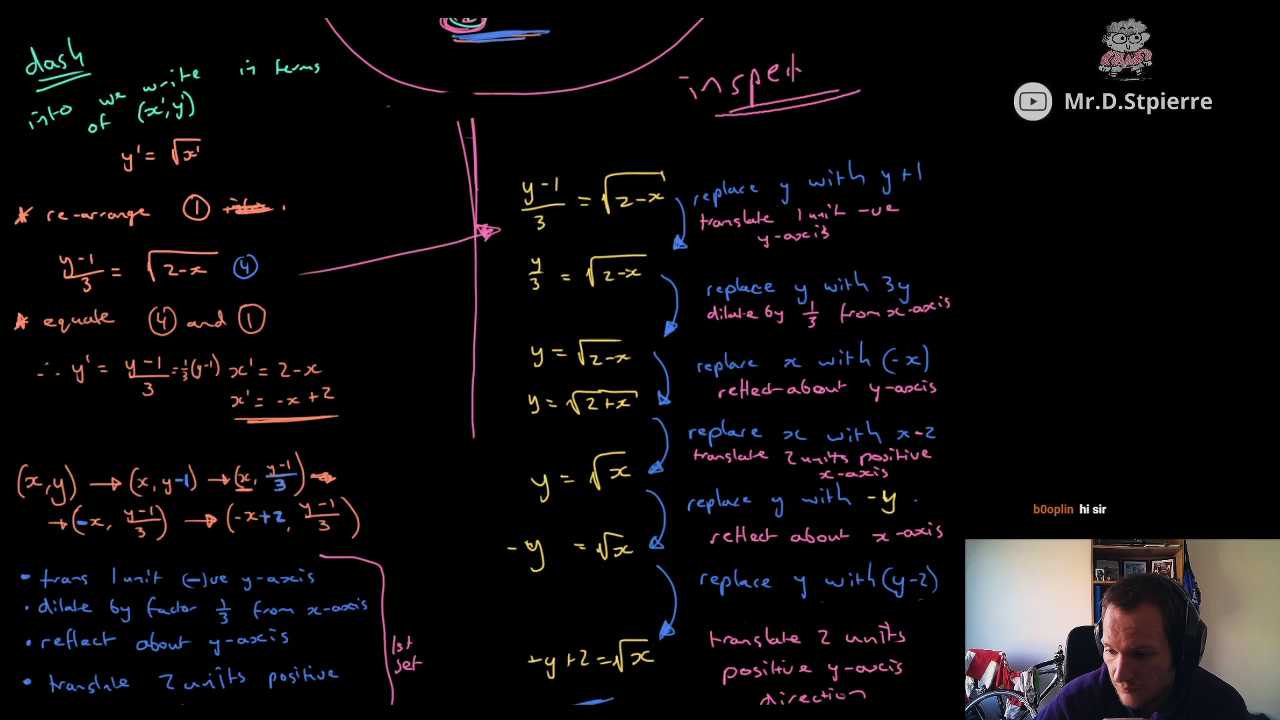 dash
into we write in terms
of (x',y')
y' = √x'
* re-arrange ①
(y-1)/3 = √(2-x) ④
* equate ④ and ①
∴ y' = (y-1)/3 = 1/3(y-1) x' = 2-x
x' = -x+2
(x,y) → (x, y-1) → (x, (y-1)/3) →
→ (-x, (y-1)/3) → (-x+2, (y-1)/3)
• trans 1 unit (-)ve y-axis
• dilate by factor 1/3 from x-axis
• reflect about y-axis
• translate 2 units positive
1st set
inspect
(y-1)/3 = √(2-x)
replace y with y+1
translate 1 unit -ve
y-axis
y/3 = √(2-x)
replace y with 3y
dilate by 1/3 from x-axis
y = √(2-x)
replace x with (-x)
reflect about y-axis
y = √(2+x)
replace x with x-2
translate 2 units positive
x-axis
y = √x
replace y with -y.
reflect about x-axis
-y = √x
replace y with (y-2)
translate 2 units
positive y-axis
direction
-y+2 = √x
Mr.D.Stpierre
b0oplin hi sir